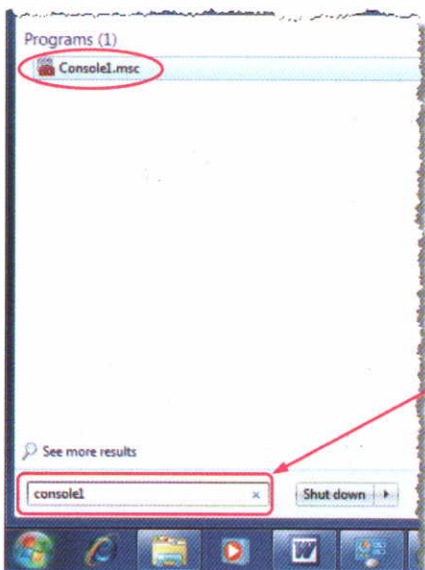 Programs (1)
Console1.msc
See more results
console1
Shut down